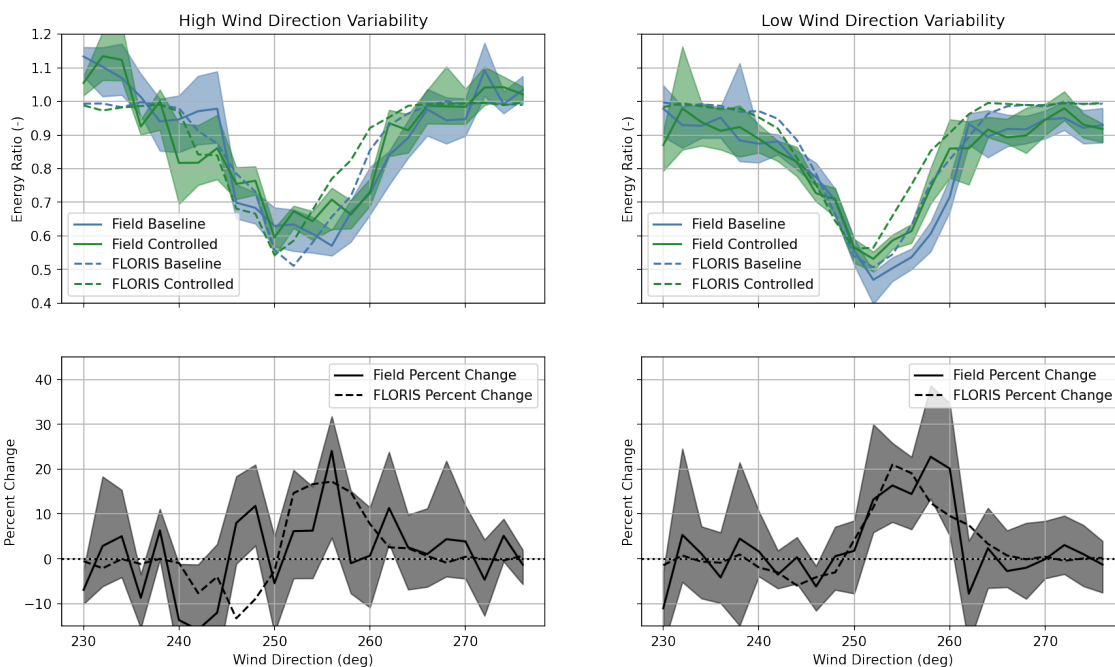 High Wind Direction Variability
Low Wind Direction Variability
Energy Ratio (-)
1.2
1.1
1.0
0.9
0.8
0.7
0.6
0.5
0.4
Field Baseline
Field Controlled
FLORIS Baseline
FLORIS Controlled
Energy Ratio (-)
Field Baseline
Field Controlled
FLORIS Baseline
FLORIS Controlled
Percent Change
40
30
20
10
0
−10
Field Percent Change
FLORIS Percent Change
230
240
250
260
270
Wind Direction (deg)
Percent Change
Field Percent Change
FLORIS Percent Change
230
240
250
260
270
Wind Direction (deg)